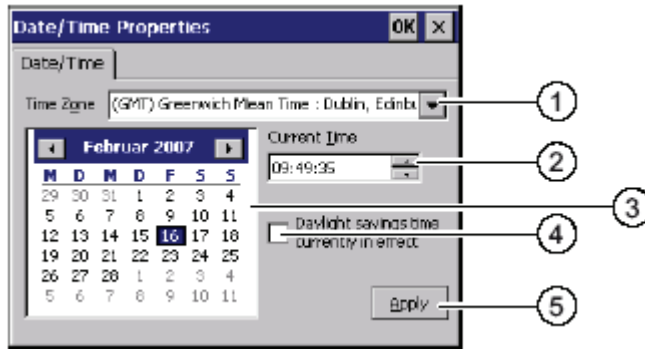 Date/Time Properties OK ×
Date/Time
Time Zone (GMT) Greenwich Mean Time : Dublin, Edinbu 1
Februar 2007 Current Time
09:49:35 2
M D M D F S S
29 30 31 1 2 3 4
5 6 7 8 9 10 11 3
12 13 14 15 16 17 18 Daylight savings time
19 20 21 22 23 24 25 currently in effect 4
26 27 28 1 2 3 4
5 6 7 8 9 10 11 Apply 5